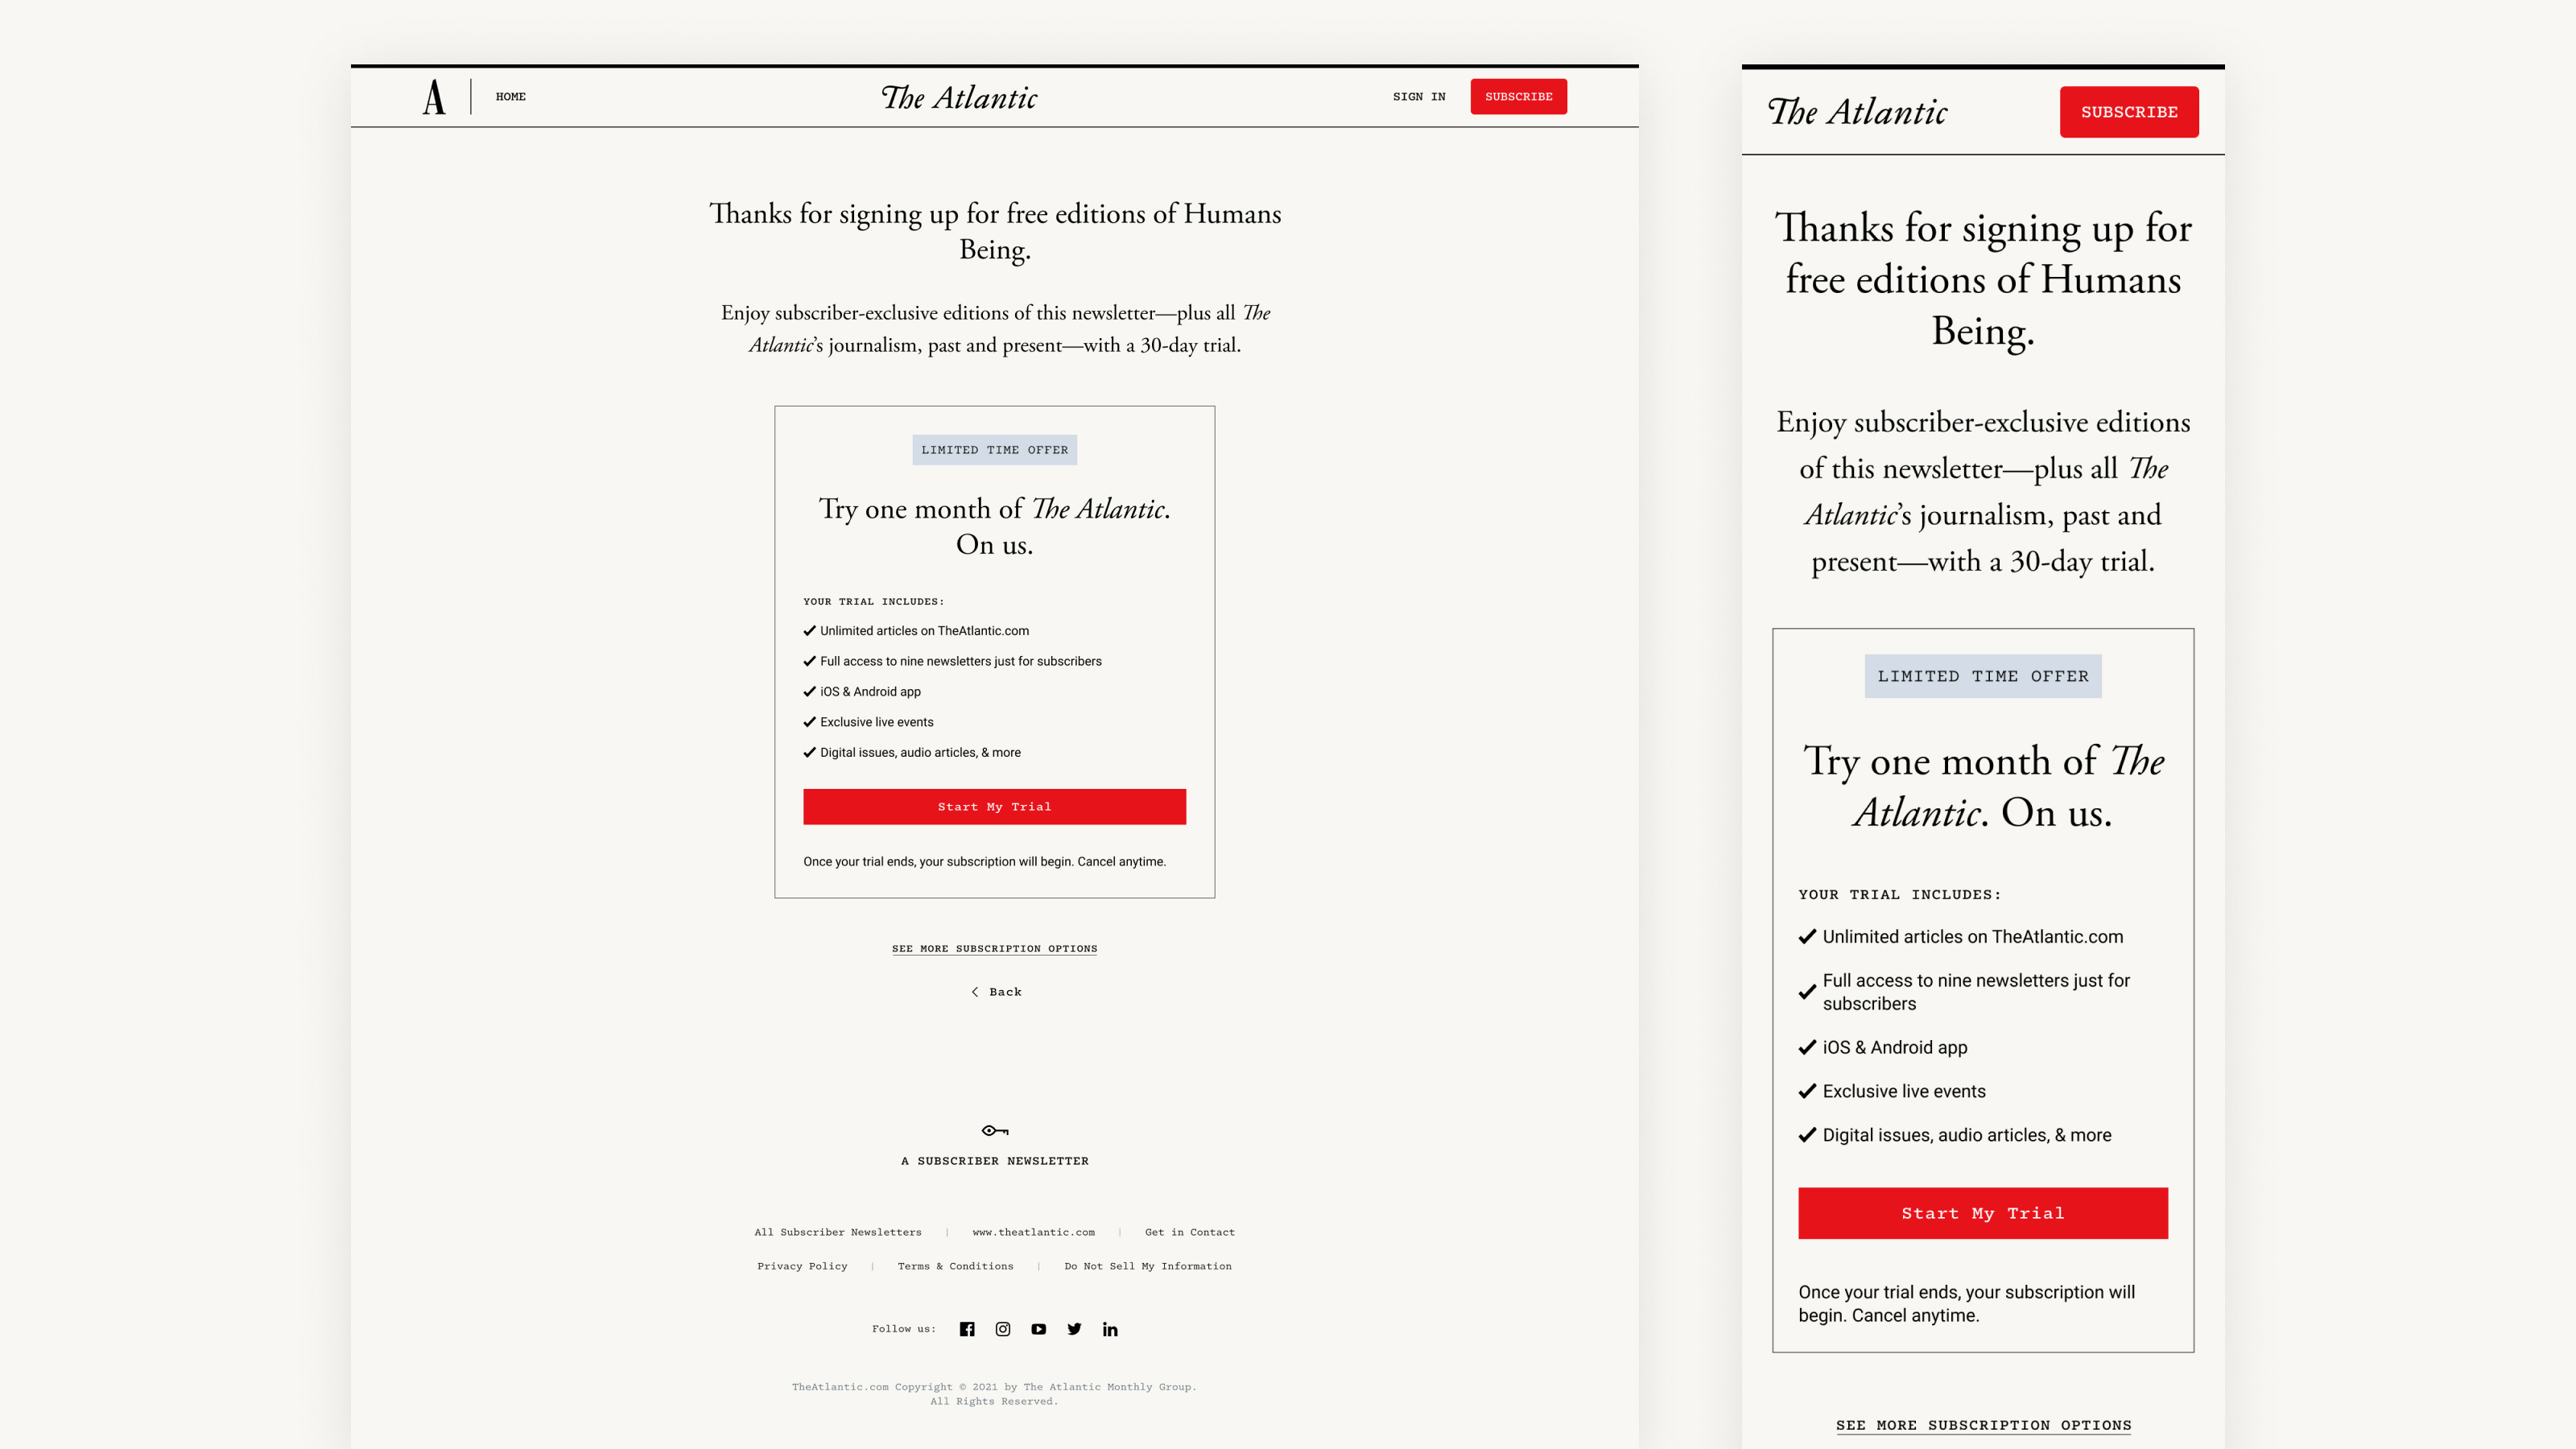 A
HOME
The Atlantic
SIGN IN
SUBSCRIBE
Thanks for signing up for free editions of Humans
Being.
Enjoy subscriber-exclusive editions of this newsletter—plus all The
Atlantic’s journalism, past and present—with a 30-day trial.
LIMITED TIME OFFER
Try one month of The Atlantic.
On us.
YOUR TRIAL INCLUDES:
Unlimited articles on TheAtlantic.com
Full access to nine newsletters just for subscribers
iOS & Android app
Exclusive live events
Digital issues, audio articles, & more
Start My Trial
Once your trial ends, your subscription will begin. Cancel anytime.
SEE MORE SUBSCRIPTION OPTIONS
Back
A SUBSCRIBER NEWSLETTER
All Subscriber Newsletters | www.theatlantic.com | Get in Contact
Privacy Policy | Terms & Conditions | Do Not Sell My Information
Follow us:
TheAtlantic.com Copyright © 2021 by The Atlantic Monthly Group.
All Rights Reserved.
The Atlantic
SUBSCRIBE
Thanks for signing up for
free editions of Humans
Being.
Enjoy subscriber-exclusive editions
of this newsletter—plus all The
Atlantic’s journalism, past and
present—with a 30-day trial.
LIMITED TIME OFFER
Try one month of The
Atlantic. On us.
YOUR TRIAL INCLUDES:
Unlimited articles on TheAtlantic.com
Full access to nine newsletters just for
subscribers
iOS & Android app
Exclusive live events
Digital issues, audio articles, & more
Start My Trial
Once your trial ends, your subscription will
begin. Cancel anytime.
SEE MORE SUBSCRIPTION OPTIONS